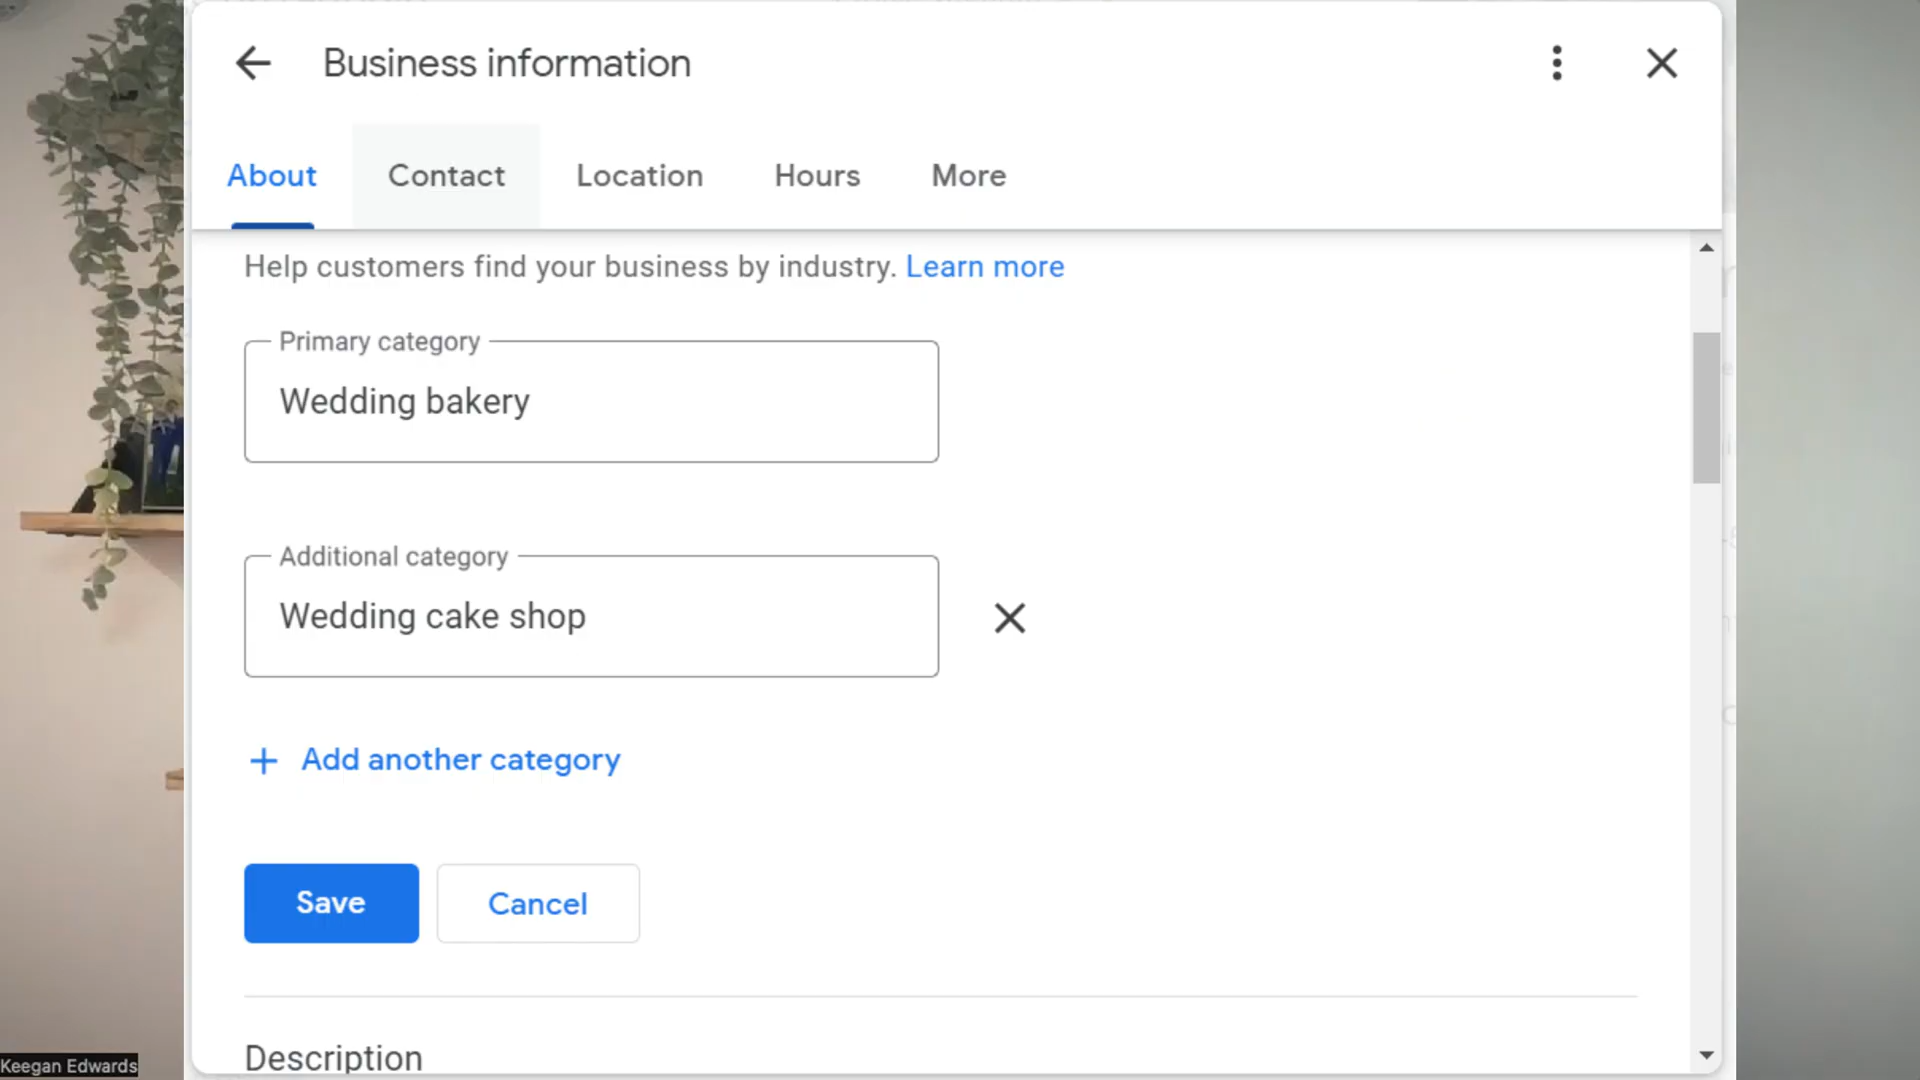 Business information
About Contact Location Hours More
Help customers find your business by industry. Learn more
Primary category
Wedding bakery
Additional category
Wedding cake shop
Add another category
Save Cancel
Description
Keegan Edwards